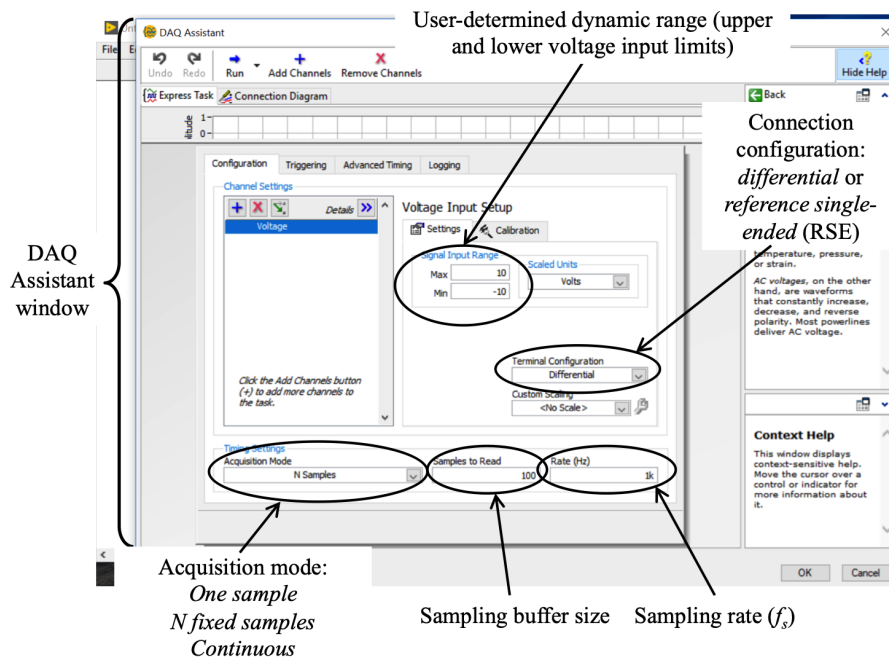 User-determined dynamic range (upper
and lower voltage input limits)
DAQ Assistant
Undo Redo Run Add Channels Remove Channels
Hide Help
Express Task Connection Diagram
Back
1
0
Connection
configuration:
differential or
reference single-
ended (RSE)
Configuration Triggering Advanced Timing Logging
Channel Settings
Details
Voltage
Voltage Input Setup
Settings Calibration
Signal Input Range
Max 10
Min -10
Scaled Units
Volts
temperature, pressure,
or strain.
AC voltages, on the other
hand, are waveforms
that constantly increase,
decrease, and reverse
polarity. Most powerlines
deliver AC voltage.
DAQ
Assistant
window
Terminal Configuration
Differential
Custom Scaling
<No Scale>
Click the Add Channels button
(+) to add more channels to
the task.
Timing Settings
Acquisition Mode Samples to Read Rate (Hz)
N Samples 100 1k
Context Help
This window displays
context-sensitive help.
Move the cursor over a
control or indicator for
more information about
it.
OK Cancel
Acquisition mode:
One sample
N fixed samples
Continuous
Sampling buffer size
Sampling rate (fs)